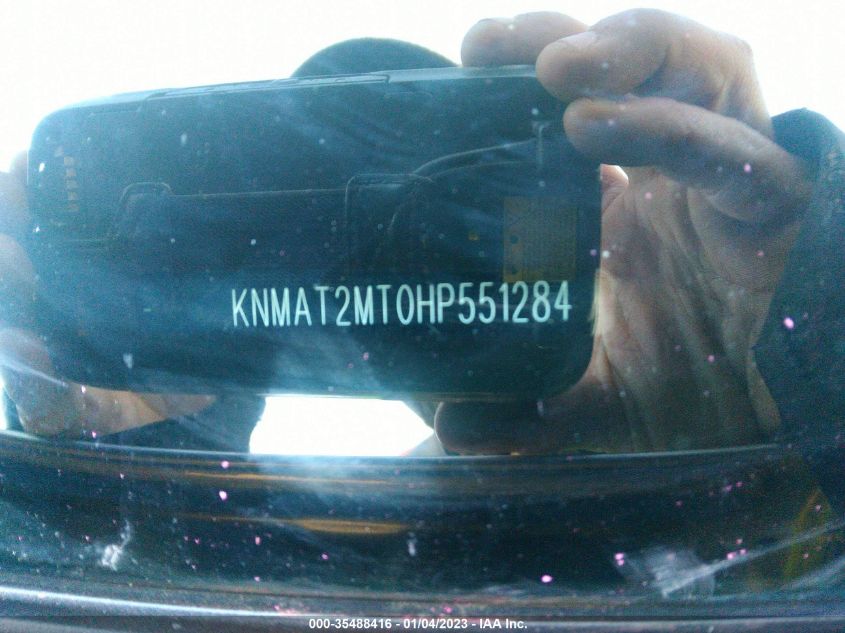 KNMAT2MT0HP551284
000-35488416 - 01/04/2023 - IAA Inc.